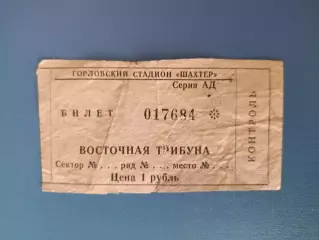 ГОРЛОВСКИЙ СТАДИОН «ШАХТЕР»
Серия АД
БИЛЕТ 017684 *
ВОСТОЧНАЯ ТРИБУНА
Сектор № . . . ряд № . . . место № . . .
Цена 1 рубль
КОНТРОЛЬ